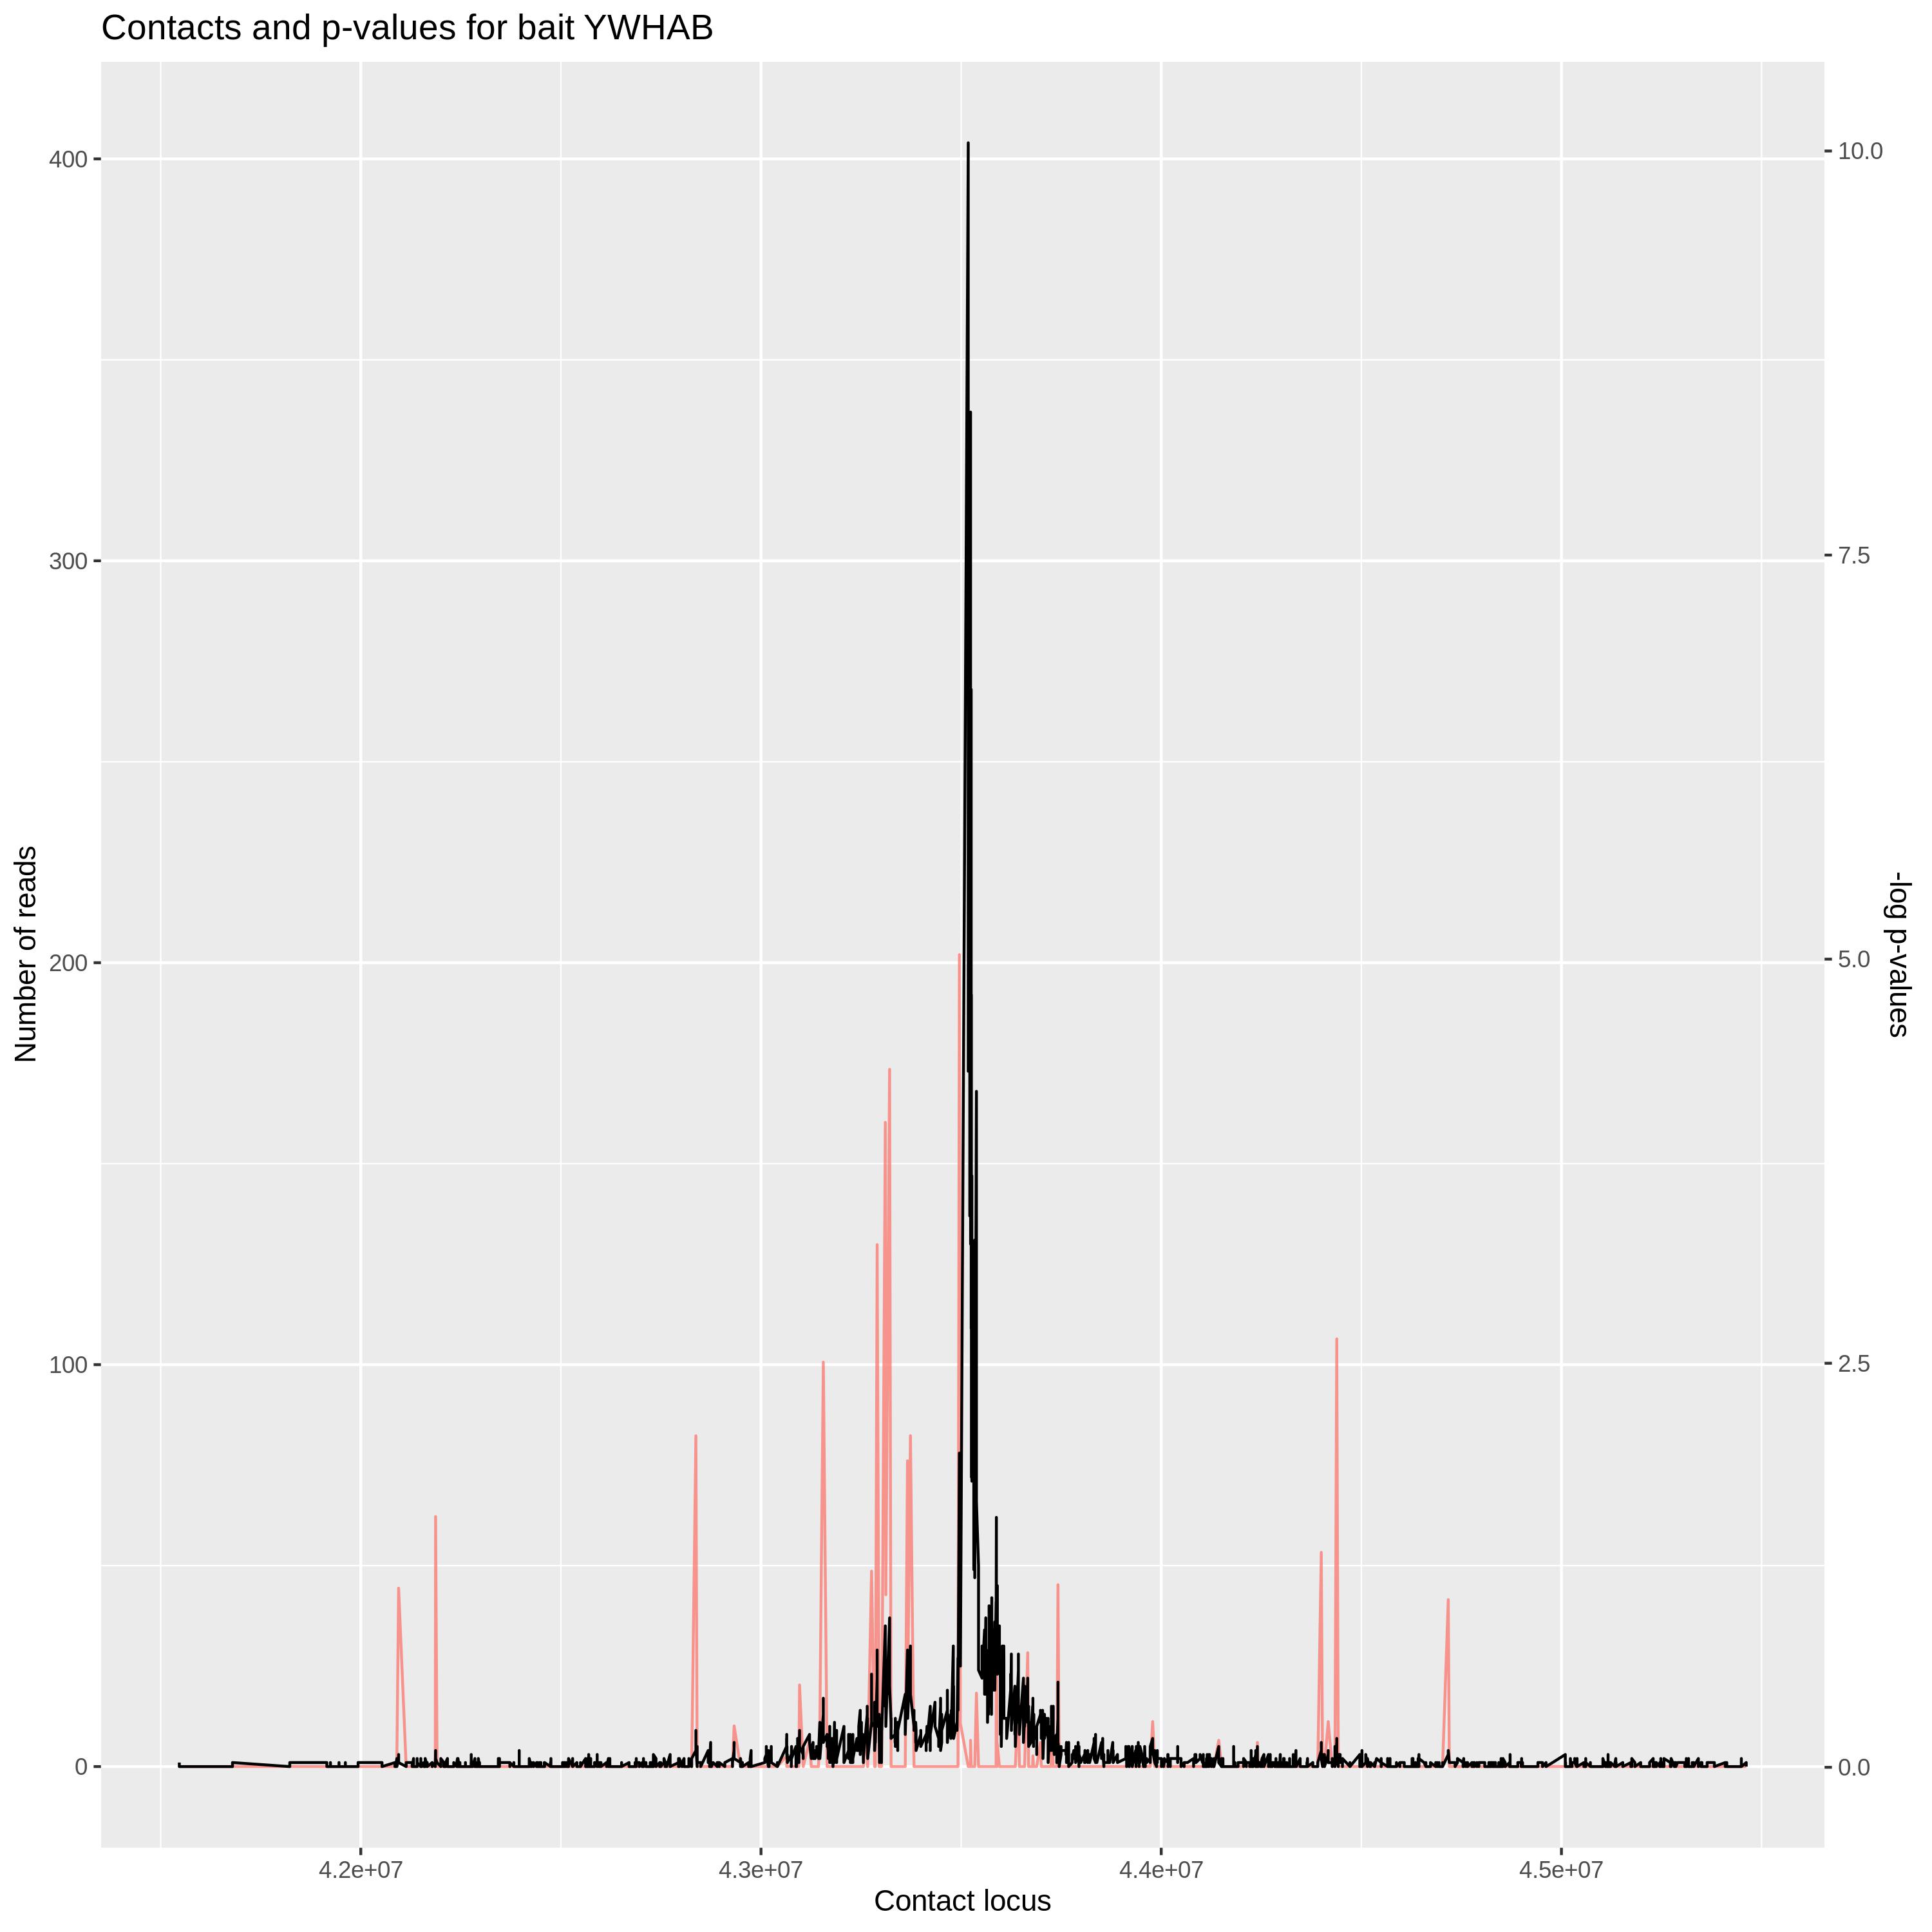 Contacts and p-values for bait YWHAB
Number of reads
400
300
200
100
0
10.0
7.5
5.0
2.5
0.0
-log p-values
4.2e+07
4.3e+07
4.4e+07
4.5e+07
Contact locus